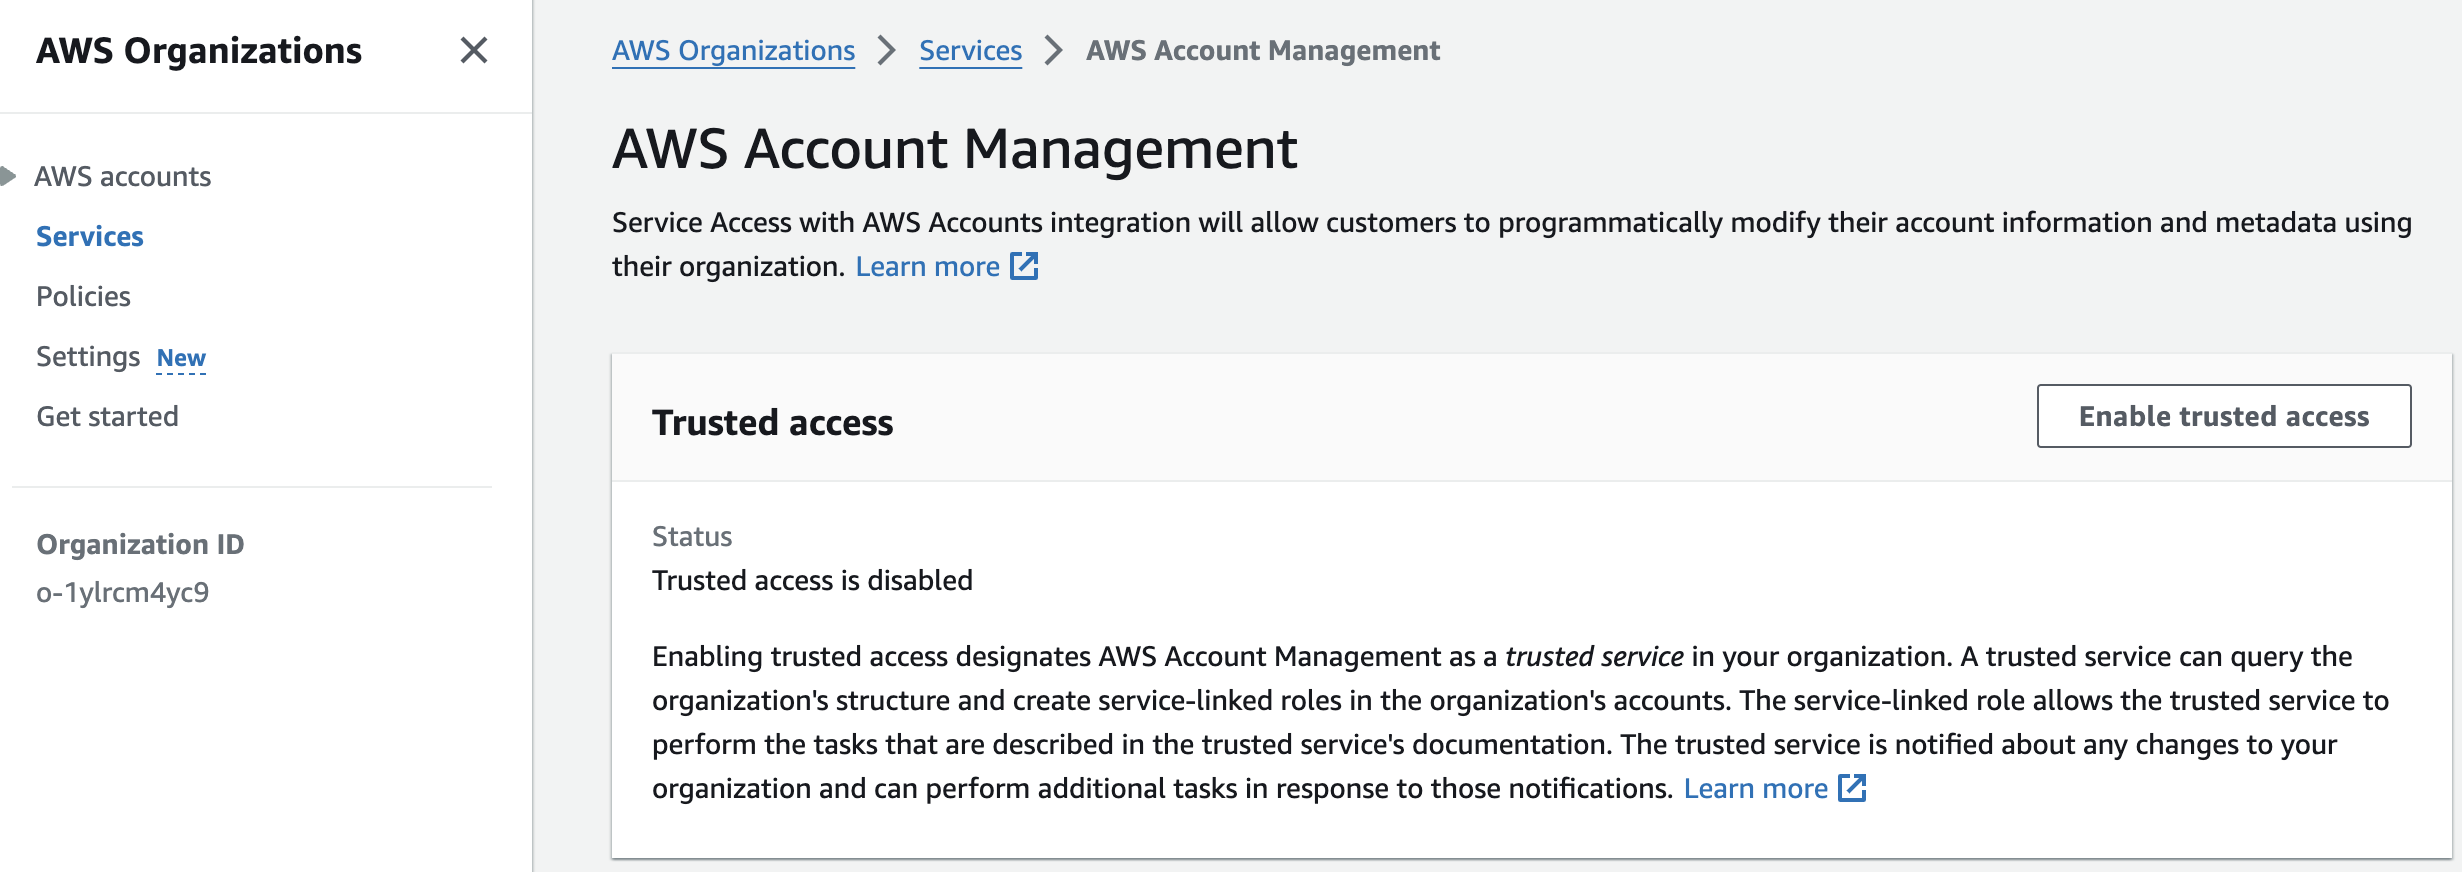 AWS Organizations
AWS accounts
Services
Policies
Settings New
Get started
Organization ID
o-1ylrcm4yc9
AWS Organizations > Services > AWS Account Management
AWS Account Management
Service Access with AWS Accounts integration will allow customers to programmatically modify their account information and metadata using
their organization. Learn more
Trusted access
Enable trusted access
Status
Trusted access is disabled
Enabling trusted access designates AWS Account Management as a trusted service in your organization. A trusted service can query the
organization's structure and create service-linked roles in the organization's accounts. The service-linked role allows the trusted service to
perform the tasks that are described in the trusted service's documentation. The trusted service is notified about any changes to your
organization and can perform additional tasks in response to those notifications. Learn more